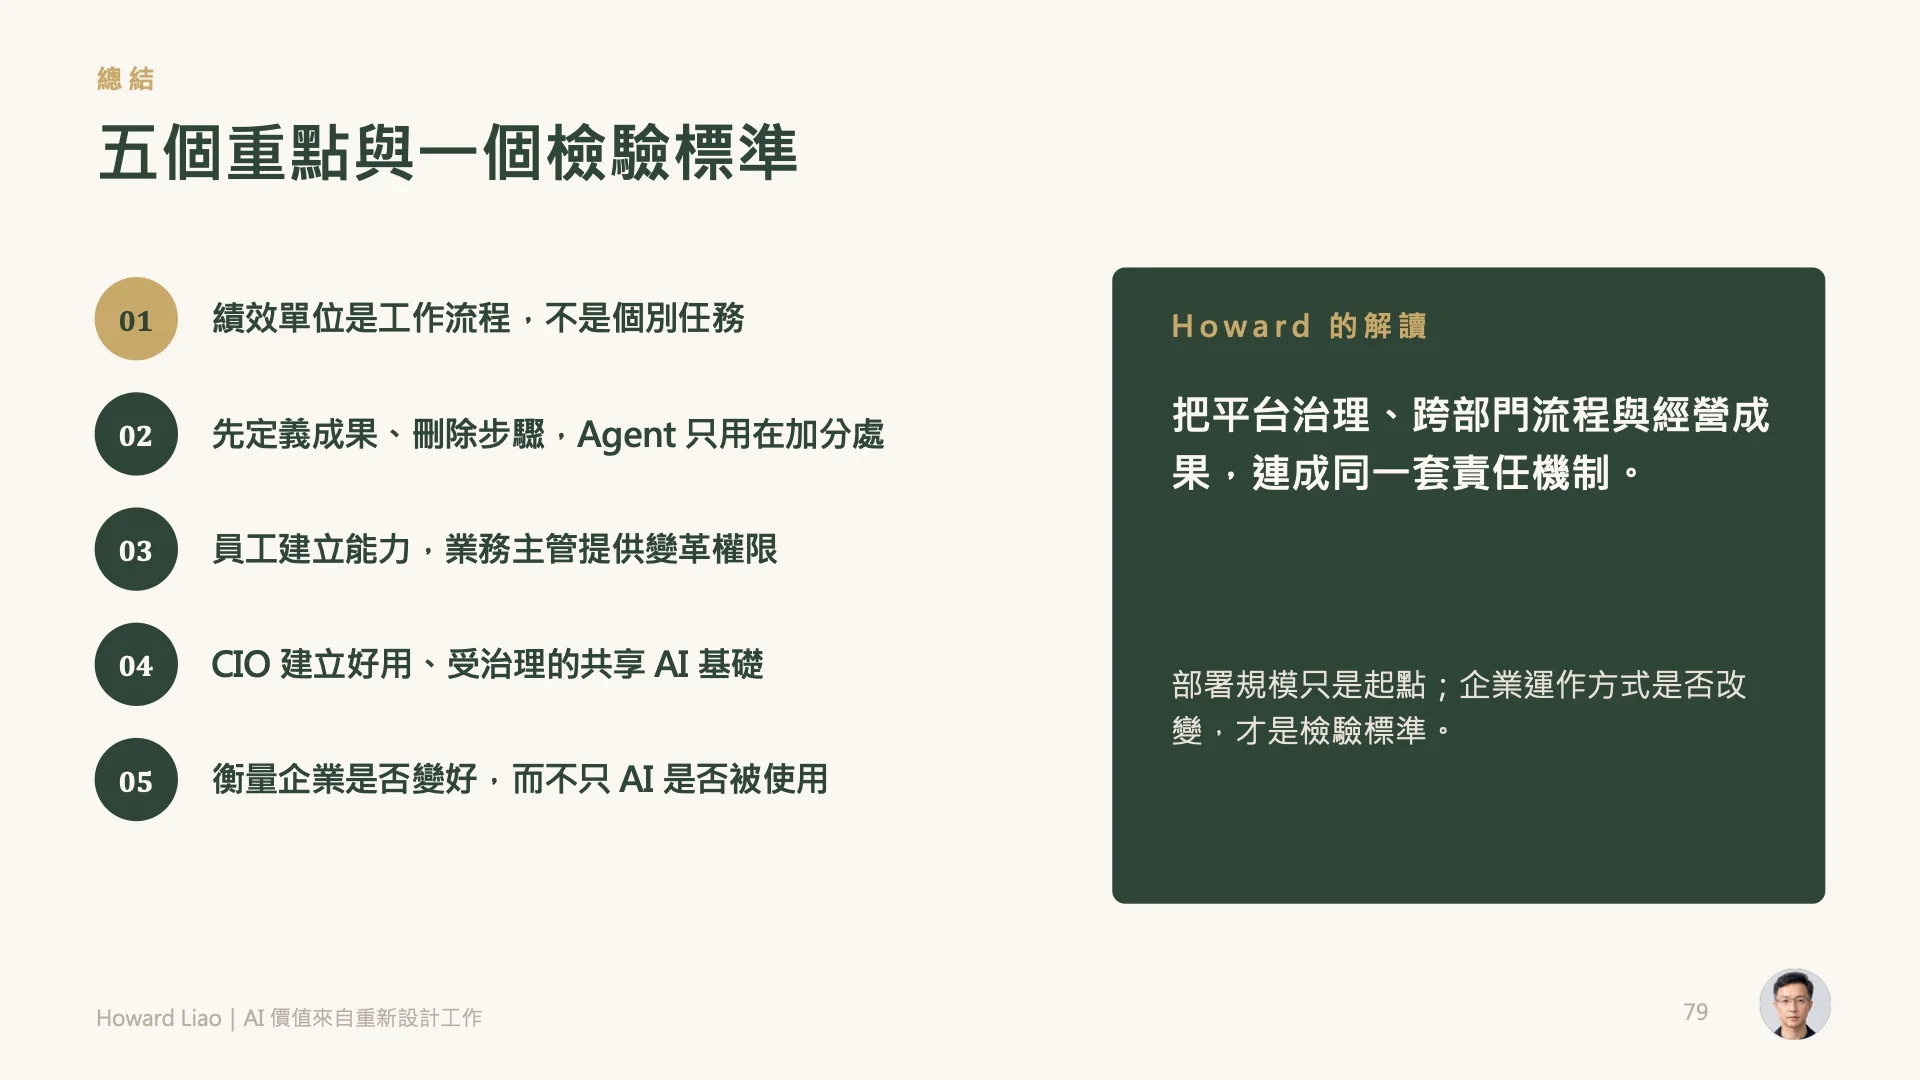 總結
五個重點與一個檢驗標準
01
績效單位是工作流程，不是個別任務
02
先定義成果、刪除步驟，Agent 只用在加分處
03
員工建立能力，業務主管提供變革權限
04
CIO 建立好用、受治理的共享 AI 基礎
05
衡量企業是否變好，而不只 AI 是否被使用
Howard 的解讀
把平台治理、跨部門流程與經營成
果，連成同一套責任機制。
部署規模只是起點；企業運作方式是否改
變，才是檢驗標準。
Howard Liao｜AI 價值來自重新設計工作
79